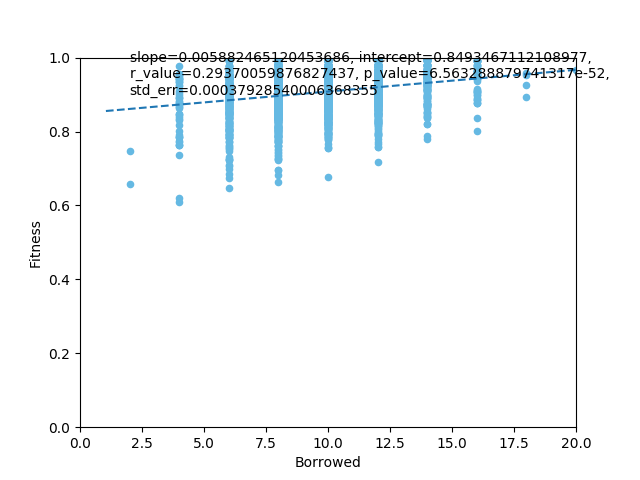 slope=0.005882465120453686, intercept=0.8493467112108977,
r_value=0.29370059876827437, p_value=6.563288879741317e-52,
std_err=0.00037928540006368355
1.0
0.8
0.6
0.4
0.2
0.0
Fitness
0.0 2.5 5.0 7.5 10.0 12.5 15.0 17.5 20.0
Borrowed